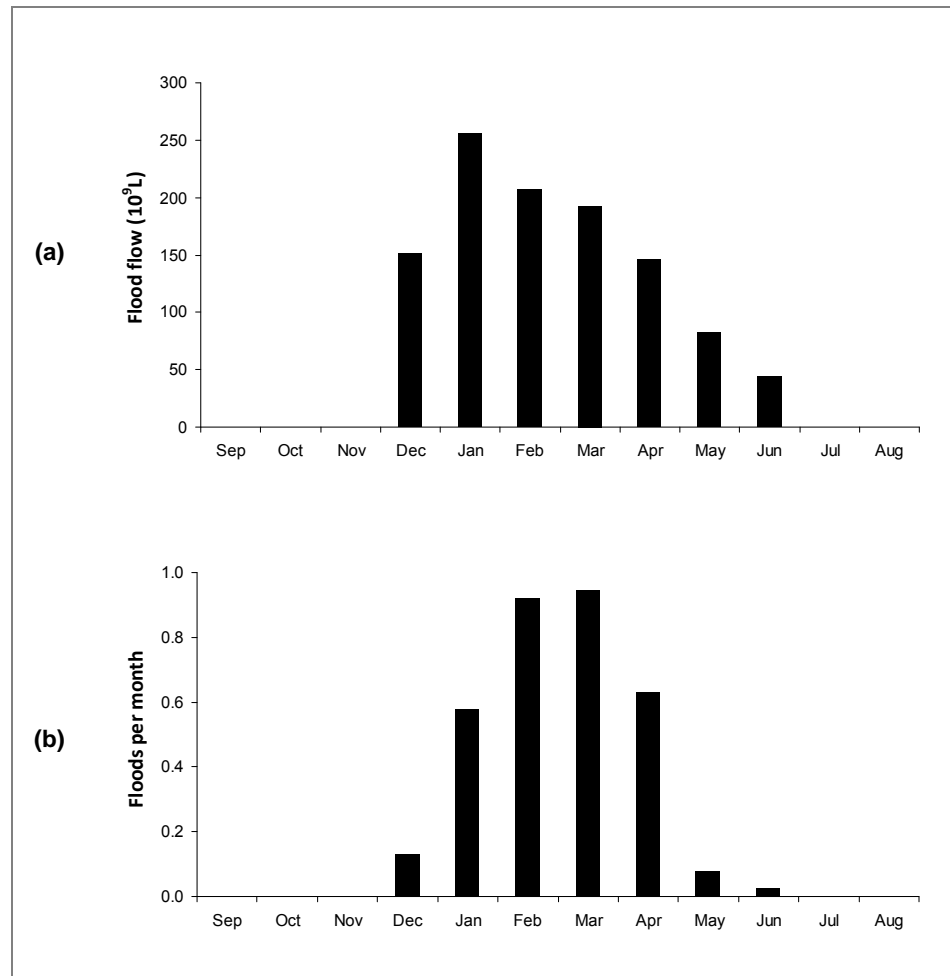 (a)
Flood flow (10⁹L)
300
250
200
150
100
50
0
Sep Oct Nov Dec Jan Feb Mar Apr May Jun Jul Aug
(b)
Floods per month
1.0
0.8
0.6
0.4
0.2
0.0
Sep Oct Nov Dec Jan Feb Mar Apr May Jun Jul Aug